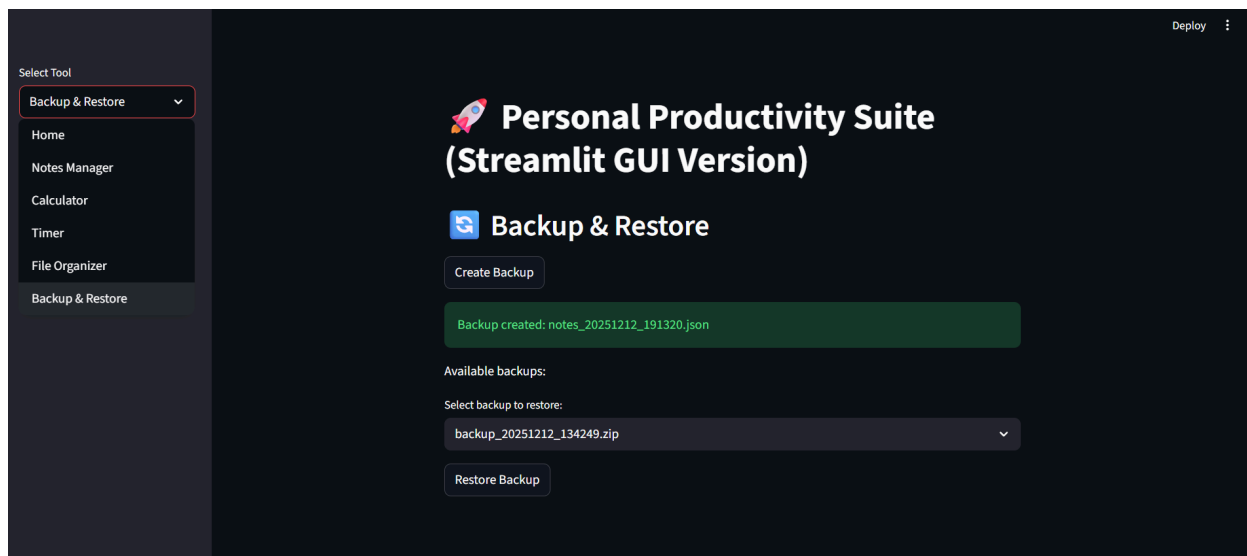 Deploy
Select Tool
Backup & Restore
Home
Notes Manager
Calculator
Timer
File Organizer
Backup & Restore
🚀 Personal Productivity Suite
(Streamlit GUI Version)
🔄 Backup & Restore
Create Backup
Backup created: notes_20251212_191320.json
Available backups:
Select backup to restore:
backup_20251212_134249.zip
Restore Backup